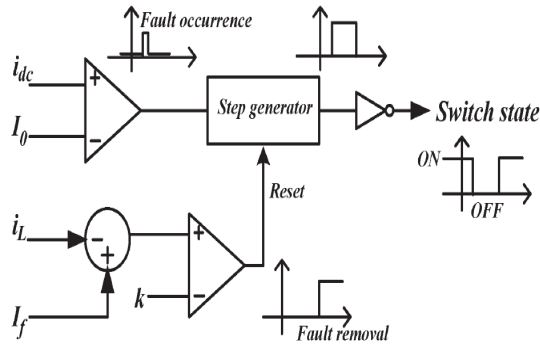 Fault occurrence
i_dc
+
I_0
−
Step generator
Switch state
ON
OFF
Reset
i_L
−
+
I_f
+
k
−
Fault removal